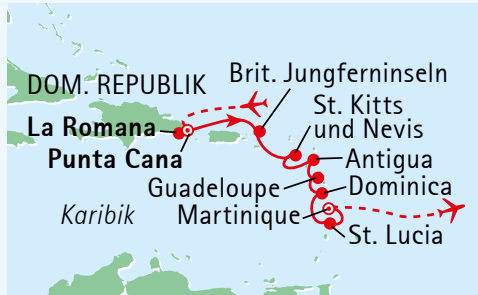 DOM. REPUBLIK
Brit. Jungferninseln
La Romana
St. Kitts
und Nevis
Punta Cana
Antigua
Guadeloupe
Dominica
Karibik
Martinique
St. Lucia